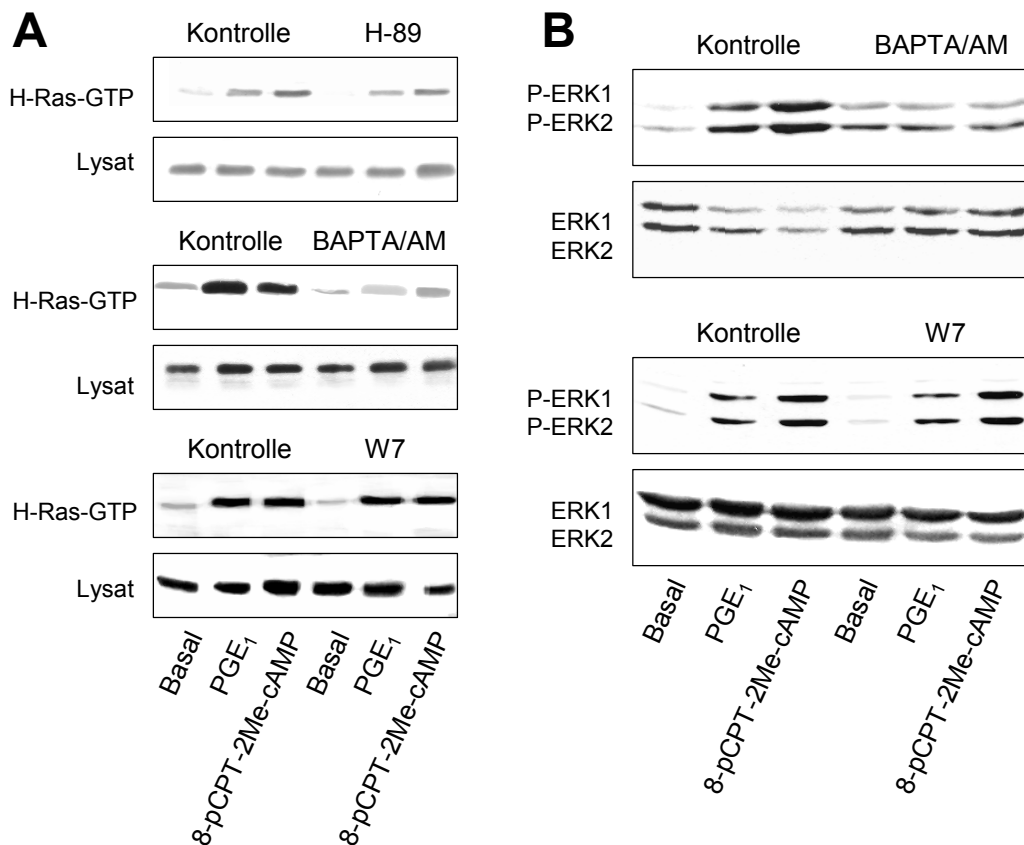 A
Kontrolle H-89
H-Ras-GTP
Lysat
Kontrolle BAPTA/AM
H-Ras-GTP
Lysat
Kontrolle W7
H-Ras-GTP
Lysat
Basal
PGE₁
8-pCPT-2Me-cAMP
Basal
PGE₁
8-pCPT-2Me-cAMP
B
Kontrolle BAPTA/AM
P-ERK1
P-ERK2
ERK1
ERK2
Kontrolle W7
P-ERK1
P-ERK2
ERK1
ERK2
Basal
PGE₁
8-pCPT-2Me-cAMP
Basal
PGE₁
8-pCPT-2Me-cAMP